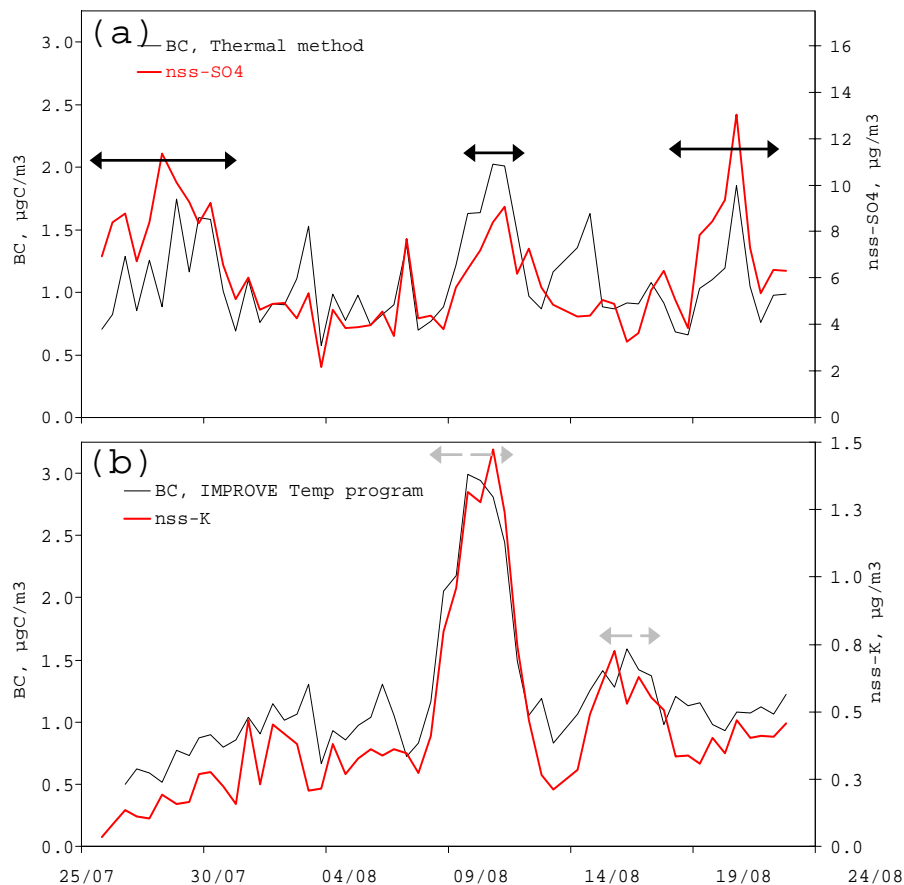 (a)
BC, Thermal method
nss-SO4
3.0
2.5
2.0
1.5
1.0
0.5
0.0
BC, µgC/m3
16
14
12
10
8
6
4
2
0
nss-SO4, µg/m3
(b)
BC, IMPROVE Temp program
nss-K
3.0
2.5
2.0
1.5
1.0
0.5
0.0
BC, µgC/m3
1.5
1.3
1.0
0.8
0.5
0.3
0.0
nss-K, µg/m3
25/07 30/07 04/08 09/08 14/08 19/08 24/08